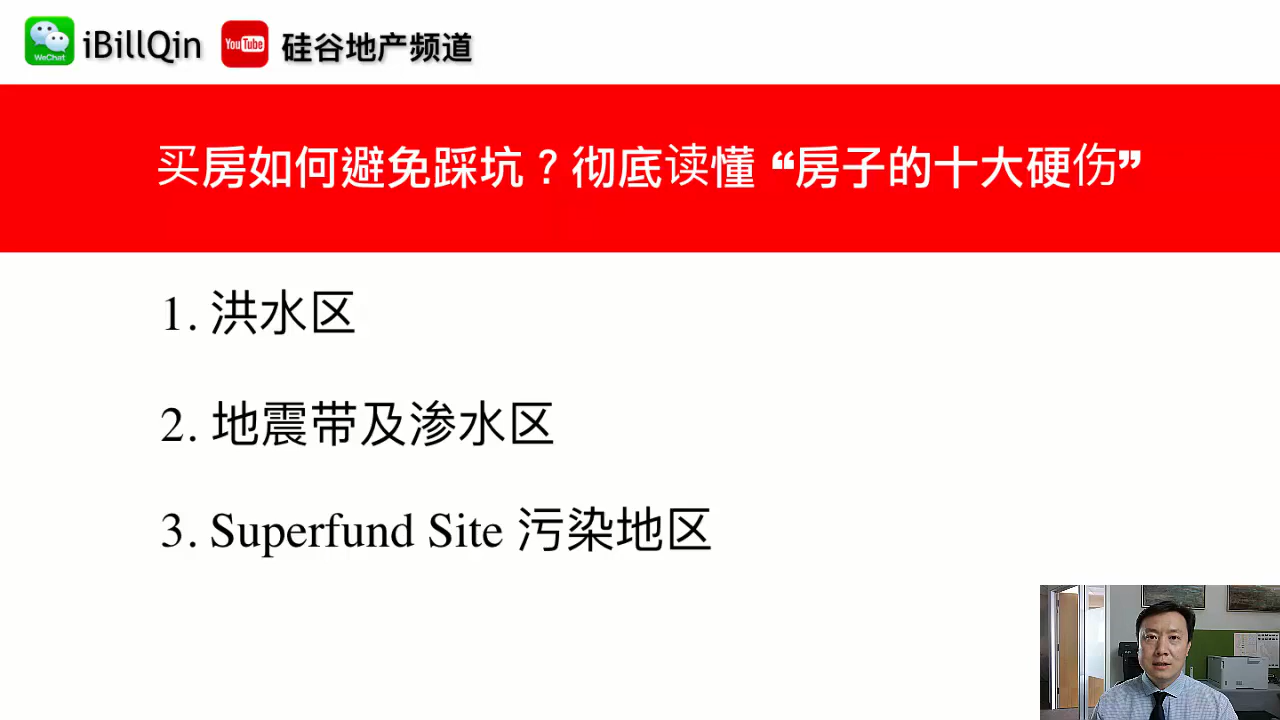 WeChat
iBillQin
YouTube
硅谷地产频道
买房如何避免踩坑？彻底读懂 “房子的十大硬伤”
1. 洪水区
2. 地震带及渗水区
3. Superfund Site 污染地区